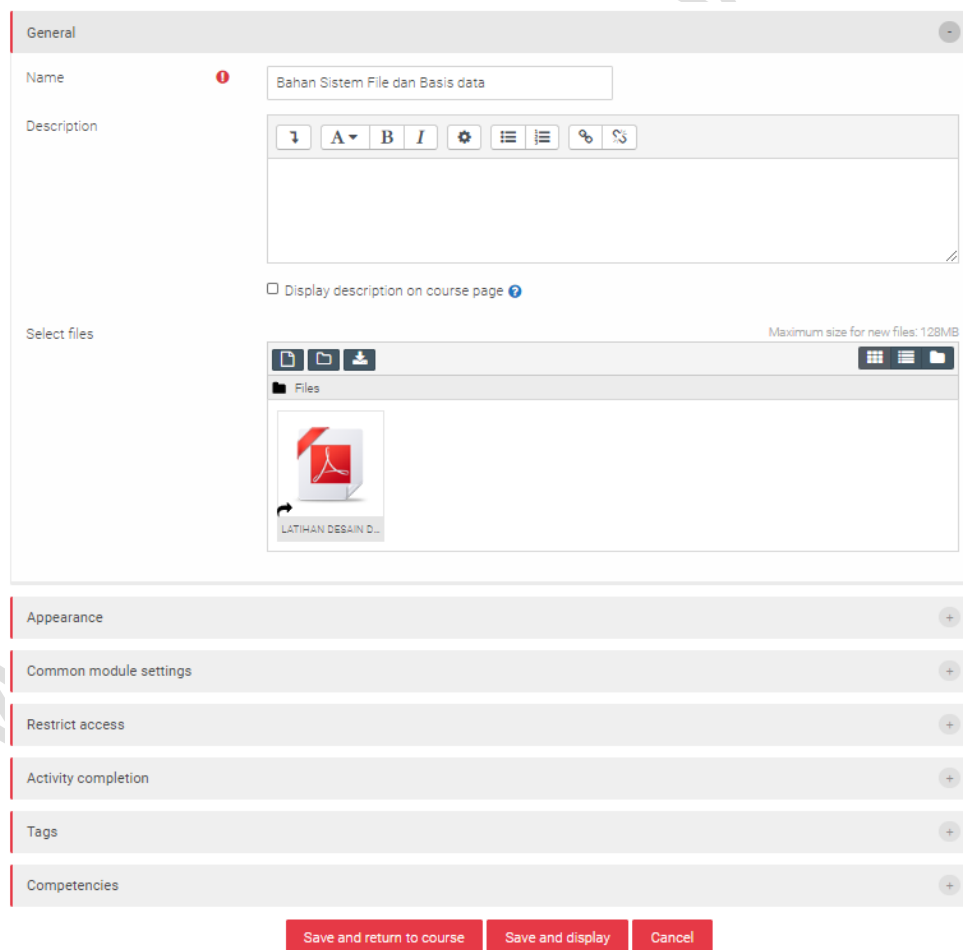 General
Name
Bahan Sistem File dan Basis data
Description
A B I
Display description on course page
Select files
Maximum size for new files: 128MB
Files
LATIHAN DESAIN D...
Appearance
Common module settings
Restrict access
Activity completion
Tags
Competencies
Save and return to course Save and display Cancel